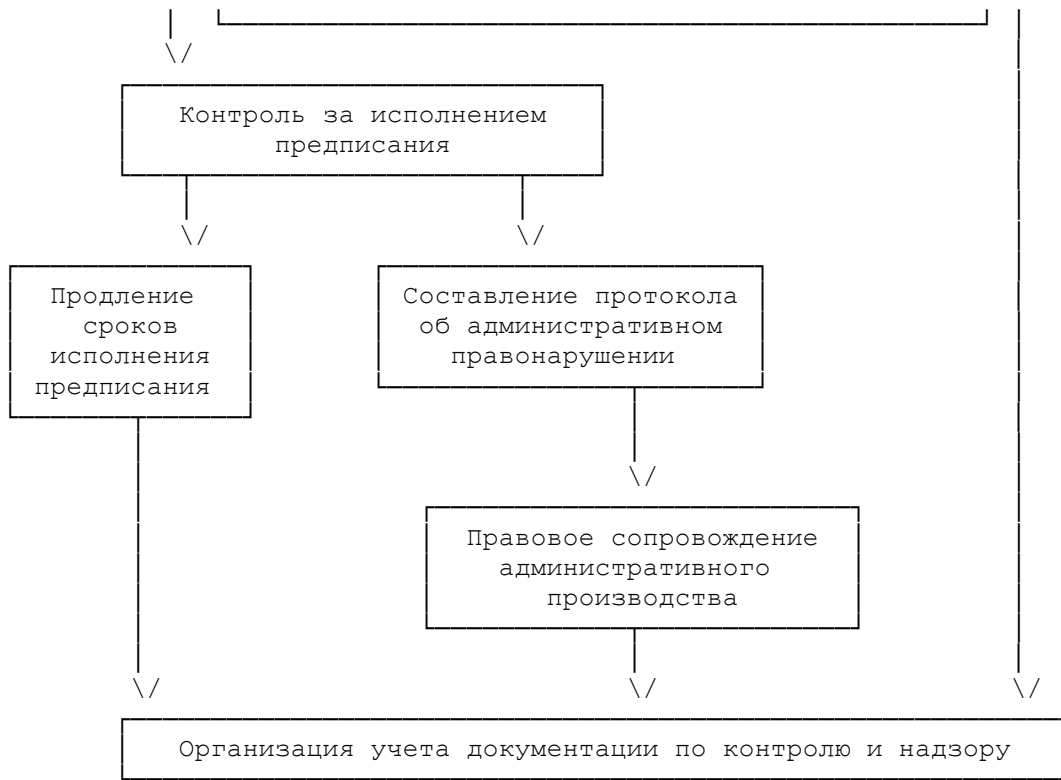 Контроль за исполнением
предписания
Продление
сроков
исполнения
предписания
Составление протокола
об административном
правонарушении
Правовое сопровождение
административного
производства
Организация учета документации по контролю и надзору